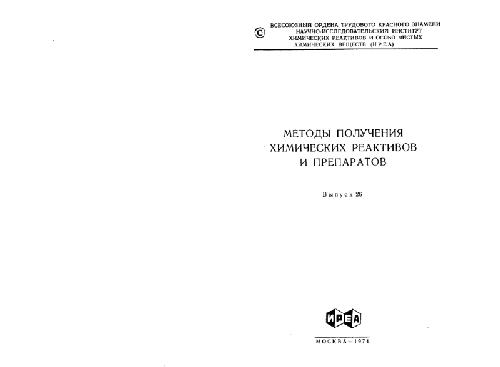 ©
ВСЕСОЮЗНЫЙ ОРДЕНА ТРУДОВОГО КРАСНОГО ЗНАМЕНИ
НАУЧНО-ИССЛЕДОВАТЕЛЬСКИЙ ИНСТИТУТ
ХИМИЧЕСКИХ РЕАКТИВОВ И ОСОБО ЧИСТЫХ
ХИМИЧЕСКИХ ВЕЩЕСТВ (ИРЕА)
МЕТОДЫ ПОЛУЧЕНИЯ
ХИМИЧЕСКИХ РЕАКТИВОВ
И ПРЕПАРАТОВ
Выпуск 26
ИРЕА
МОСКВА—1974